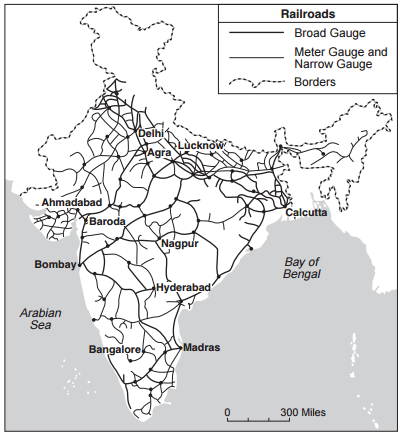 Railroads
Broad Gauge
Meter Gauge and
Narrow Gauge
Borders
Delhi
Agra
Lucknow
Ahmadabad
Baroda
Calcutta
Nagpur
Bombay
Bay of
Bengal
Hyderabad
Arabian
Sea
Bangalore
Madras
0 300 Miles